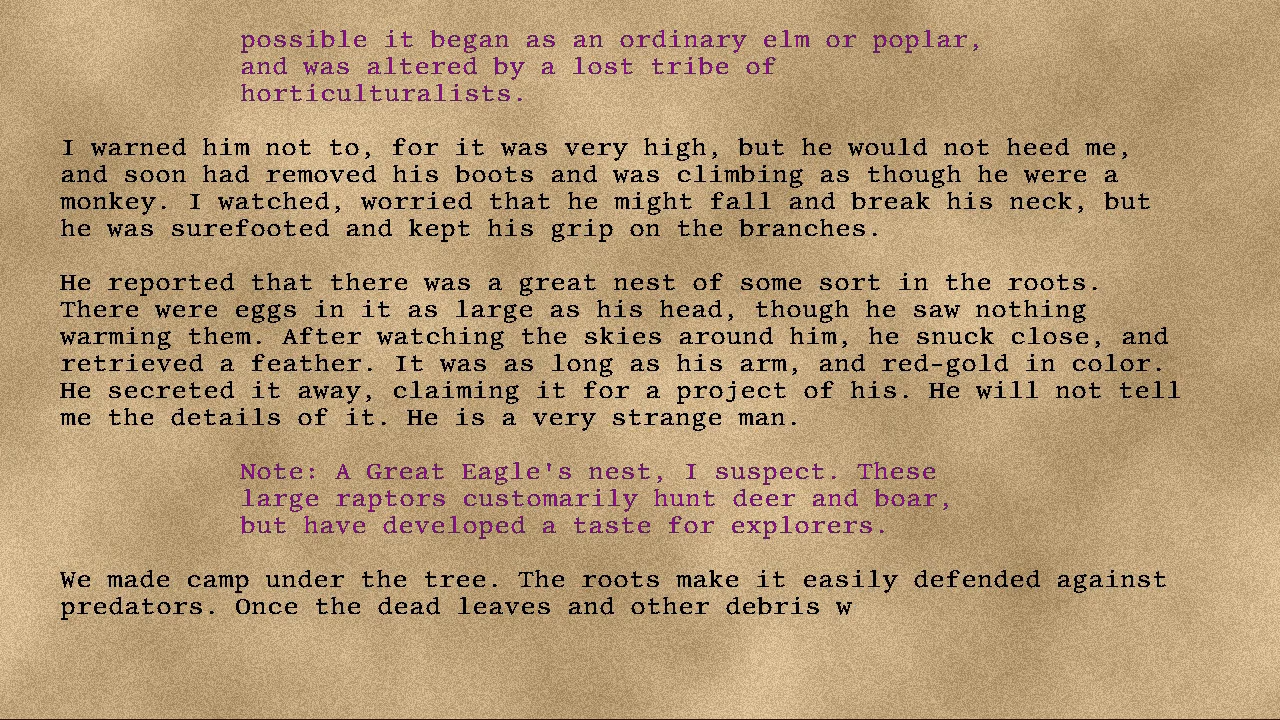 possible it began as an ordinary elm or poplar,
and was altered by a lost tribe of
horticulturalists.
I warned him not to, for it was very high, but he would not heed me,
and soon had removed his boots and was climbing as though he were a
monkey. I watched, worried that he might fall and break his neck, but
he was surefooted and kept his grip on the branches.
He reported that there was a great nest of some sort in the roots.
There were eggs in it as large as his head, though he saw nothing
warming them. After watching the skies around him, he snuck close, and
retrieved a feather. It was as long as his arm, and red-gold in color.
He secreted it away, claiming it for a project of his. He will not tell
me the details of it. He is a very strange man.
Note: A Great Eagle's nest, I suspect. These
large raptors customarily hunt deer and boar,
but have developed a taste for explorers.
We made camp under the tree. The roots make it easily defended against
predators. Once the dead leaves and other debris w